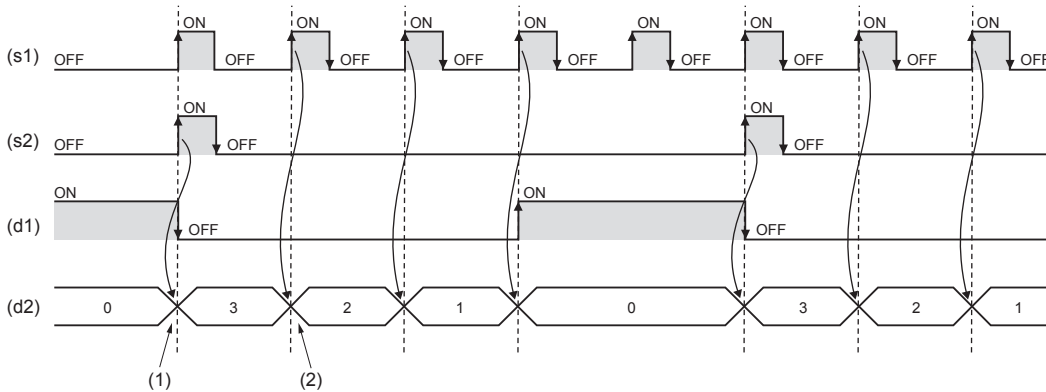 ON ON ON ON ON ON ON ON
(s1) OFF OFF OFF OFF OFF OFF OFF OFF OFF
ON ON
(s2) OFF OFF OFF
ON ON
(d1) OFF OFF
(d2) 0 3 2 1 0 3 2 1
(1) (2)